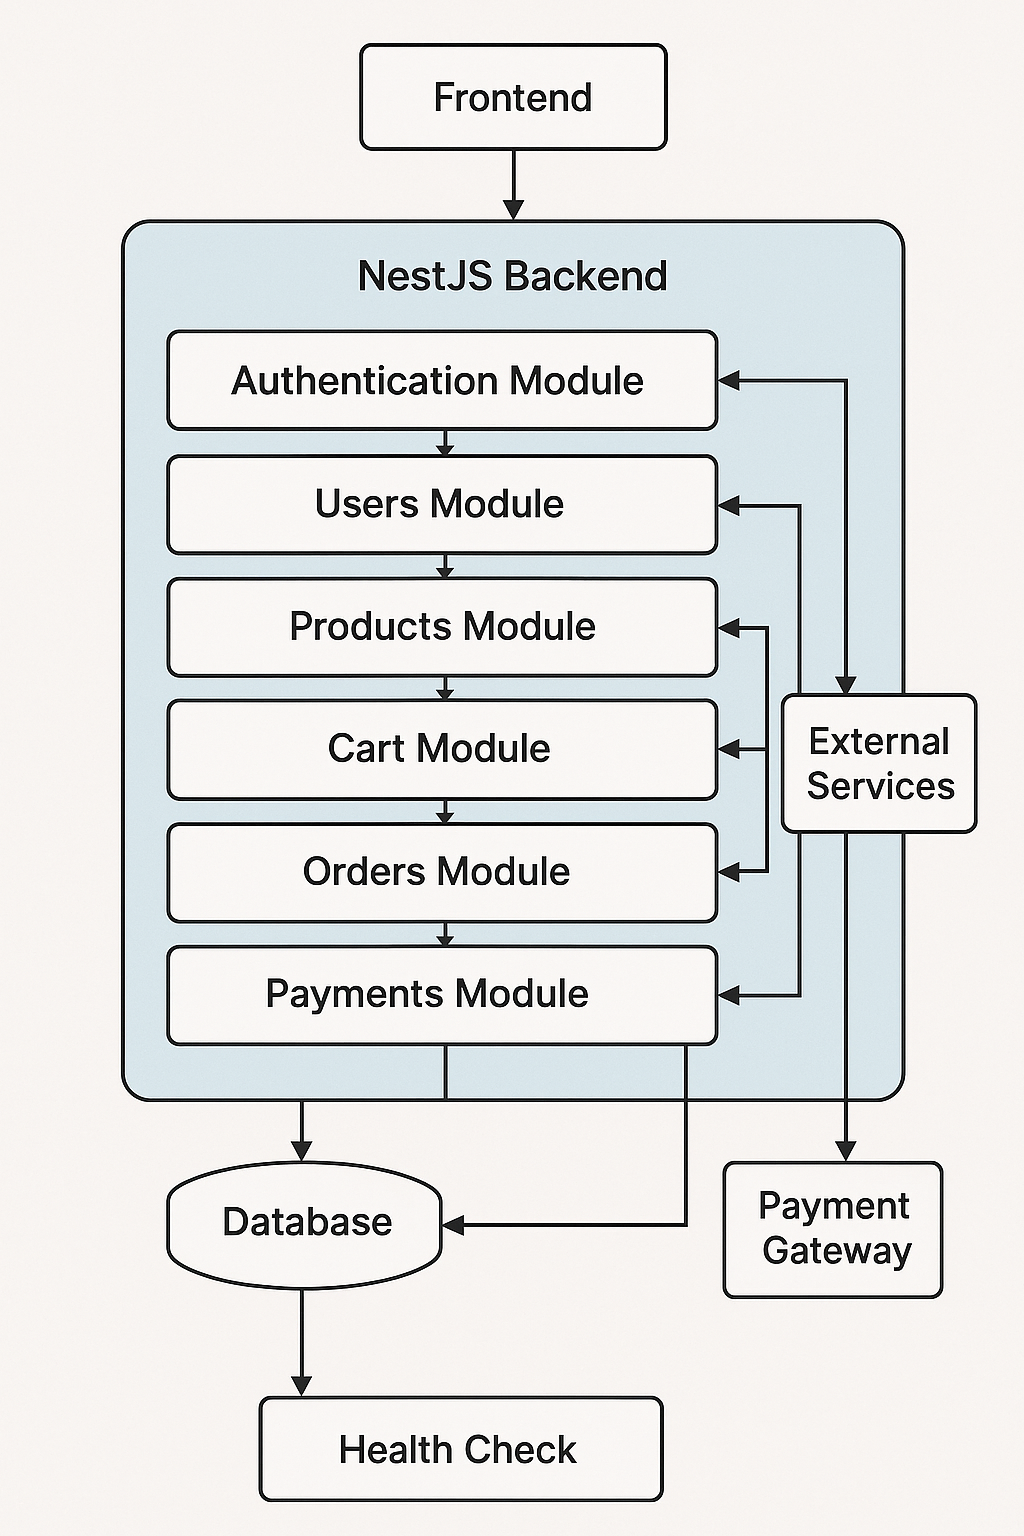 Frontend
NestJS Backend
Authentication Module
Users Module
Products Module
Cart Module
External
Services
Orders Module
Payments Module
Database
Payment
Gateway
Health Check